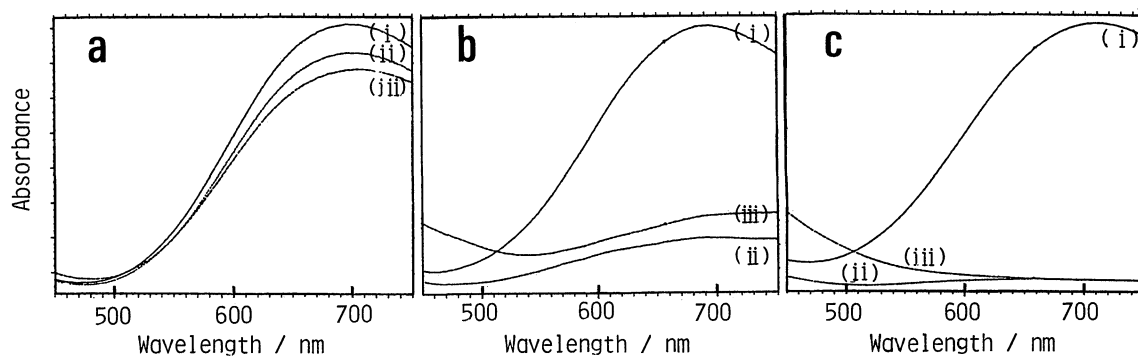 a
(i)
(ii)
(iii)
b
(i)
(iii)
(ii)
c
(i)
(iii)
(ii)
Absorbance
500 600 700
500 600 700
500 600 700
Wavelength / nm
Wavelength / nm
Wavelength / nm